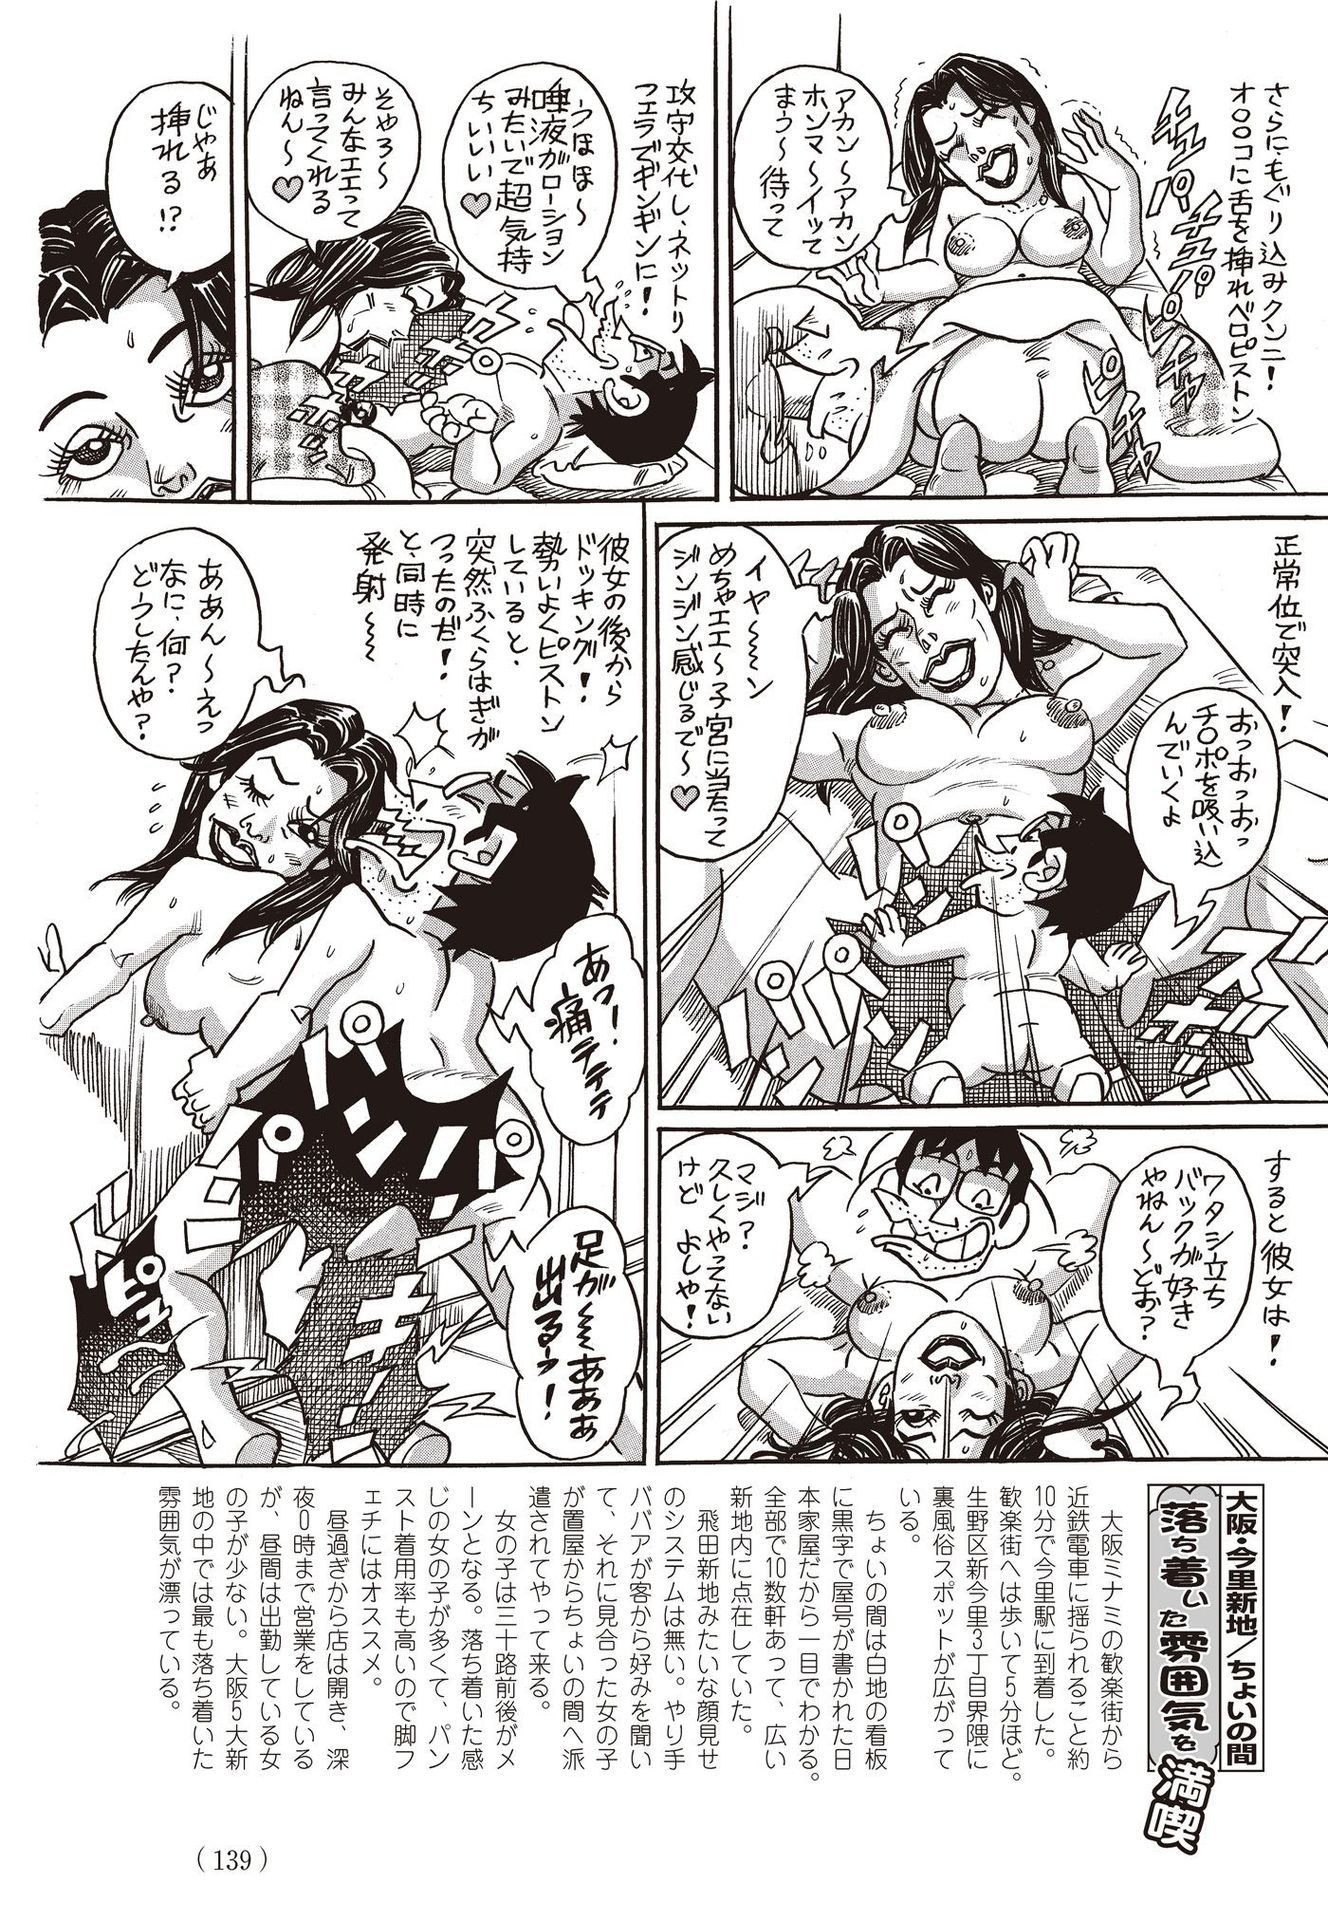 さらにもぐり込みクンニ!
オ○○コに舌を挿れベロピストン
アカン〜アカン
ホンマ〜イッて
まう〜待って
攻守交代し、ネットリ
フェラでギンギンに!
うほほ〜
唾液がローション
みたいで超気持
ちいいい♡
そやろ〜
みんなエエって
言ってくれる
ねん〜♡
じゃあ
挿れる!?
正常位で突入!
おっおっおっ
チ○ポを吸い込
んでいくよ
イヤ〜〜ン
めちゃエエ〜子宮に当たって
ジンジン感じるで〜♡
すると彼女は!
ワタシ立ち
バックが好き
やねん〜どお?
マジ?
久しくやってない
けど よしゃ!
彼女の後から
ドッキング!
勢いよくピストン
していると、
突然ふくらはぎが
つったのだ!
と、同時に
発射〜〜
ああん〜えっ
なに、何?
どうしたんや?
あっ!
痛テテテ
足がぐ〜〜ああぁ
出るぅ!
大阪・今里新地/ちょいの間
落ち着いた雰囲気を満喫
大阪ミナミの歓楽街から
近鉄電車に揺られること約
10分で今里駅に到着した。
歓楽街へは歩いて5分ほど。
生野区新今里3丁目界隈に
裏風俗スポットが広がって
いる。
ちょいの間は白地の看板
に黒字で屋号が書かれた日
本家屋だから一目でわかる。
全部で10数軒あって、広い
新地内に点在していた。
飛田新地みたいな顔見せ
のシステムは無い。やり手
ババアが客から好みを聞い
て、それに見合った女の子
が置屋からちょいの間へ派
遣されてやって来る。
女の子は三十路前後がメ
ーンとなる。落ち着いた感
じの女の子が多くて、パン
スト着用率も高いので脚フ
ェチにはオススメ。
昼過ぎから店は開き、深
夜0時まで営業をしている
が、昼間は出勤している女
の子が少ない。大阪5大新
地の中では最も落ち着いた
雰囲気が漂っている。
(139)